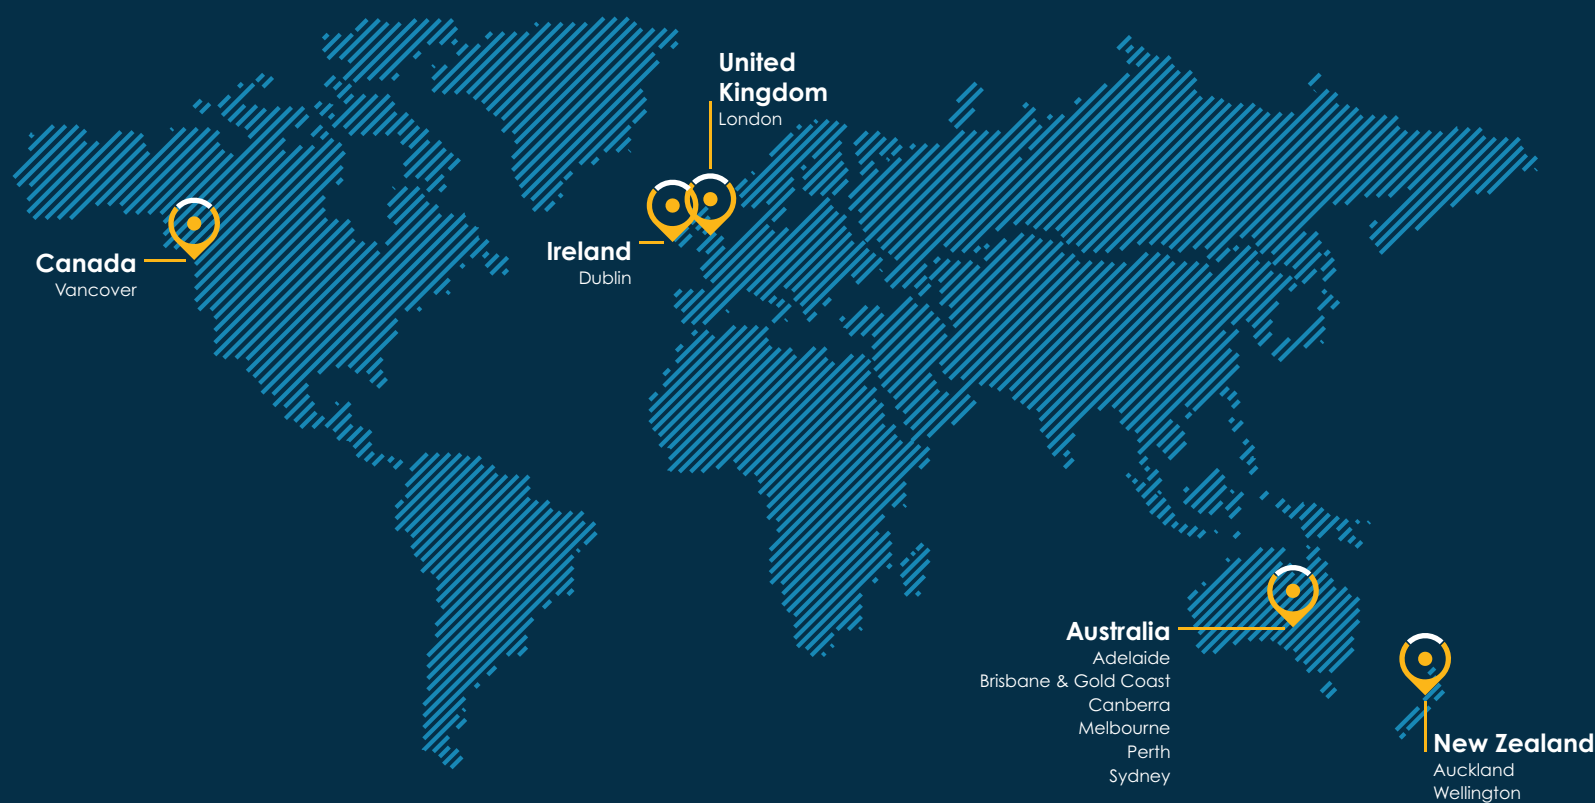 United
Kingdom
London
Ireland
Dublin
Canada
Vancover
Australia
Adelaide
Brisbane & Gold Coast
Canberra
Melbourne
Perth
Sydney
New Zealand
Auckland
Wellington